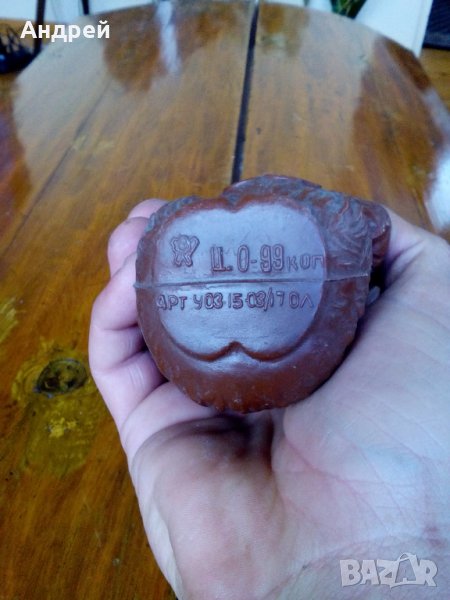 Андрей
Ц. 0-99 коп
АРТ У03-15-03/17 ОЛ
BAZAR